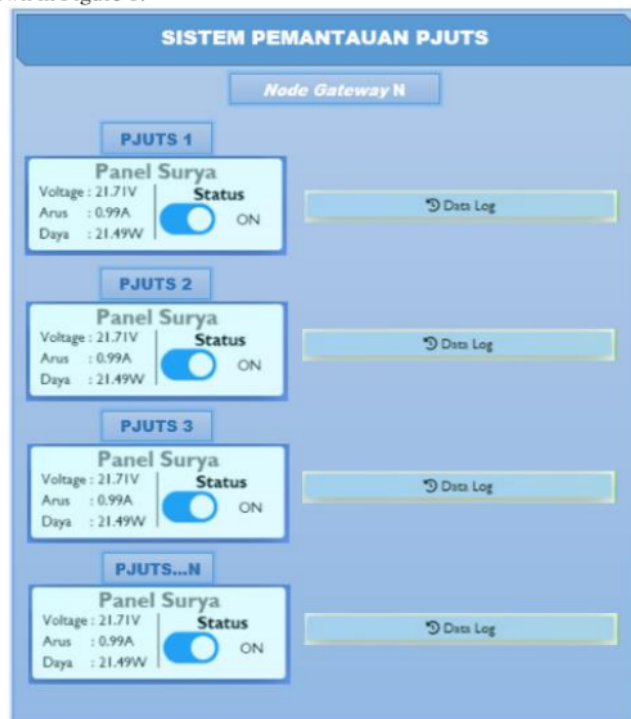 SISTEM PEMANTAUAN PJUTS
Node Gateway N
PJUTS 1
Panel Surya
Voltage : 21.71V
Arus : 0.99A
Daya : 21.49W
Status
ON
Data Log
PJUTS 2
Panel Surya
Voltage : 21.71V
Arus : 0.99A
Daya : 21.49W
Status
ON
Data Log
PJUTS 3
Panel Surya
Voltage : 21.71V
Arus : 0.99A
Daya : 21.49W
Status
ON
Data Log
PJUTS...N
Panel Surya
Voltage : 21.71V
Arus : 0.99A
Daya : 21.49W
Status
ON
Data Log